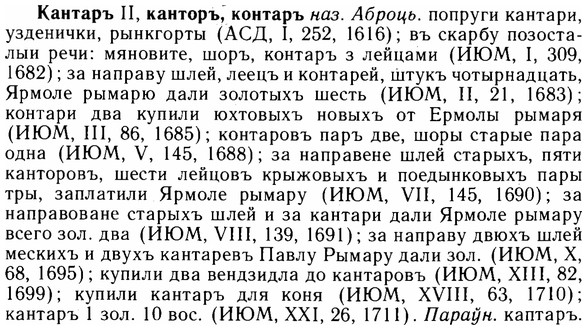 Кантаръ II, канторъ, контаръ наз. Аброць. попруги кантари,
узденички, рынкгорты (АСД, I, 252, 1616); въ скарбу позоста-
лыи речи: мяновите, шоръ, контаръ з лейцами (ИЮМ, I, 309,
1682); за направу шлей, леецъ и контарей, штукъ чотырнадцать,
Ярмоле рымарю дали золотыхъ шесть (ИЮМ, II, 21, 1683);
контари два купили юхтовыхъ новыхъ от Ермолы рымаря
(ИЮМ, III, 86, 1685); контаровъ паръ две, шоры старые пара
одна (ИЮМ, V, 145, 1688); за направене шлей старыхъ, пяти
канторовъ, шести лейцовъ крыжовыхъ и поедынковыхъ пары
тры, заплатили Ярмоле рымару (ИЮМ, VII, 145, 1690); за
направоване старыхъ шлей и за кантари дали Ярмоле рымару
всего зол. два (ИЮМ, VIII, 139, 1691); за направу двюхъ шлей
меских и двухъ кантаревъ Павлу Рымару дали зол. (ИЮМ, X,
68, 1695); купили два вендзидла до кантаровъ (ИЮМ, XIII, 82,
1699); купили кантаръ для коня (ИЮМ, XVIII, 63, 1710);
кантаръ 1 зол. 10 вос. (ИЮМ, XXI, 26, 1711). Параўн. каптаръ.